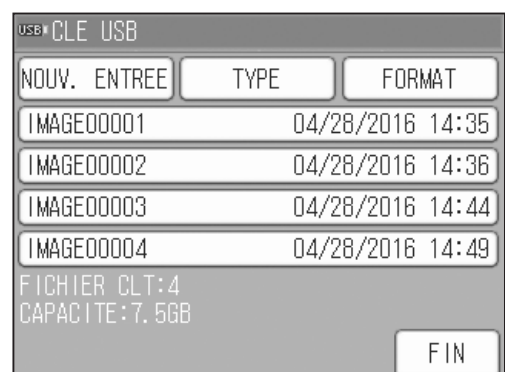 USB CLE USB
NOUV. ENTREE TYPE FORMAT
IMAGE00001 04/28/2016 14:35
IMAGE00002 04/28/2016 14:36
IMAGE00003 04/28/2016 14:44
IMAGE00004 04/28/2016 14:49
FICHIER CLT:4
CAPACITE:7.5GB
FIN